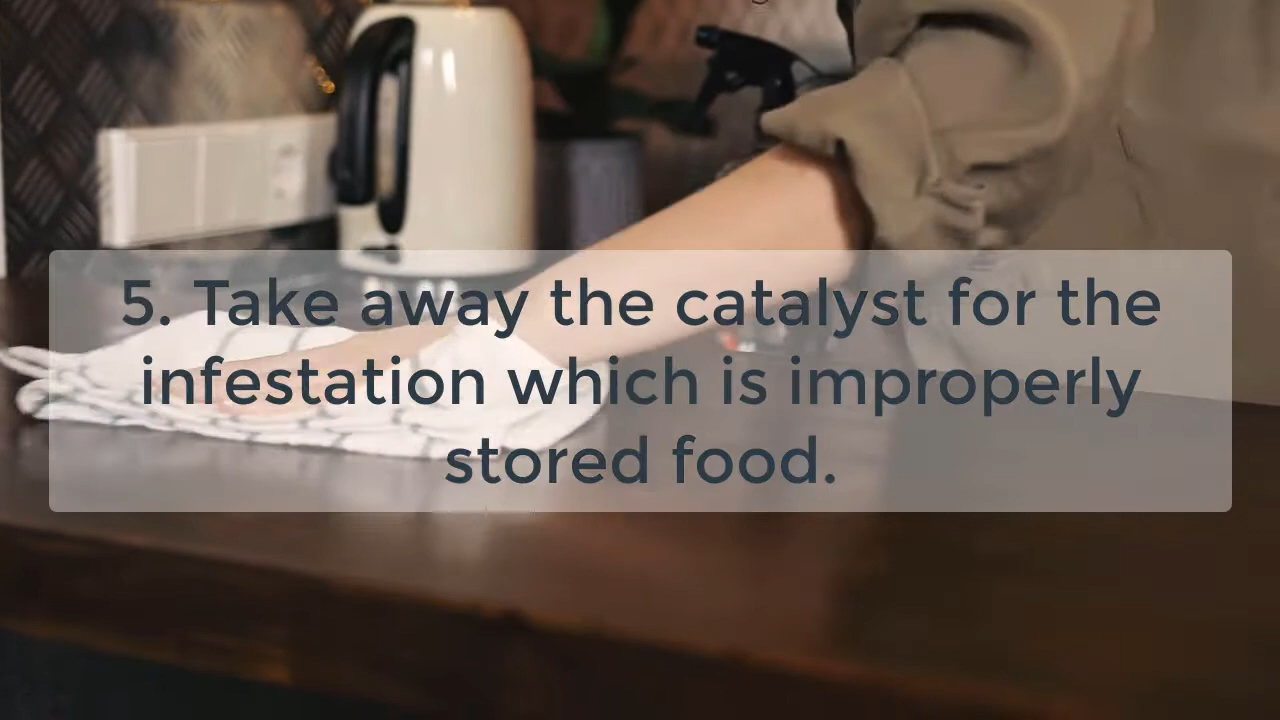 5. Take away the catalyst for the
infestation which is improperly
stored food.